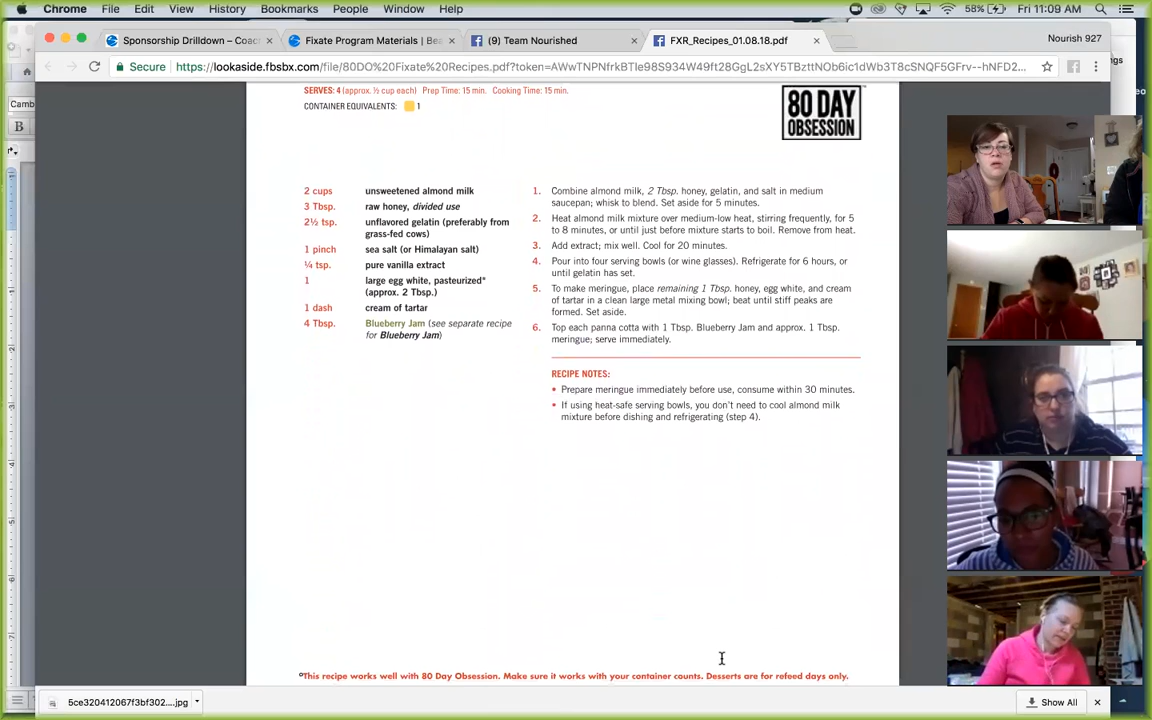 Chrome File Edit View History Bookmarks People Window Help 58% Fri 11:09 AM
Sponsorship Drilldown – Coac
Fixate Program Materials | Bea
(9) Team Nourished
FXR_Recipes_01.08.18.pdf
Nourish 927
Secure https://lookaside.fbsbx.com/file/80DO%20Fixate%20Recipes.pdf?token=
Camb
B
SERVES: 4 (approx. ½ cup each) Prep Time: 15 min. Cooking Time: 15 min.
CONTAINER EQUIVALENTS: 1
80 DAY
OBSESSION
2 cups unsweetened almond milk
3 Tbsp. raw honey, divided use
2½ tsp. unflavored gelatin (preferably from
grass-fed cows)
1 pinch sea salt (or Himalayan salt)
¼ tsp. pure vanilla extract
1 large egg white, pasteurized*
(approx. 2 Tbsp.)
1 dash cream of tartar
4 Tbsp. Blueberry Jam (see separate recipe
for Blueberry Jam)
1. Combine almond milk, 2 Tbsp. honey, gelatin, and salt in medium
saucepan; whisk to blend. Set aside for 5 minutes.
2. Heat almond milk mixture over medium-low heat, stirring frequently, for 5
to 8 minutes, or until just before mixture starts to boil. Remove from heat.
3. Add extract; mix well. Cool for 20 minutes.
4. Pour into four serving bowls (or wine glasses). Refrigerate for 6 hours, or
until gelatin has set.
5. To make meringue, place remaining 1 Tbsp. honey, egg white, and cream
of tartar in a clean large metal mixing bowl; beat until stiff peaks are
formed. Set aside.
6. Top each panna cotta with 1 Tbsp. Blueberry Jam and approx. 1 Tbsp.
meringue; serve immediately.
RECIPE NOTES:
• Prepare meringue immediately before use, consume within 30 minutes.
• If using heat-safe serving bowls, you don't need to cool almond milk
mixture before dishing and refrigerating (step 4).
°This recipe works well with 80 Day Obsession. Make sure it works with your container counts. Desserts are for refeed days only.
5ce320412067f3bf302....jpg
Show All